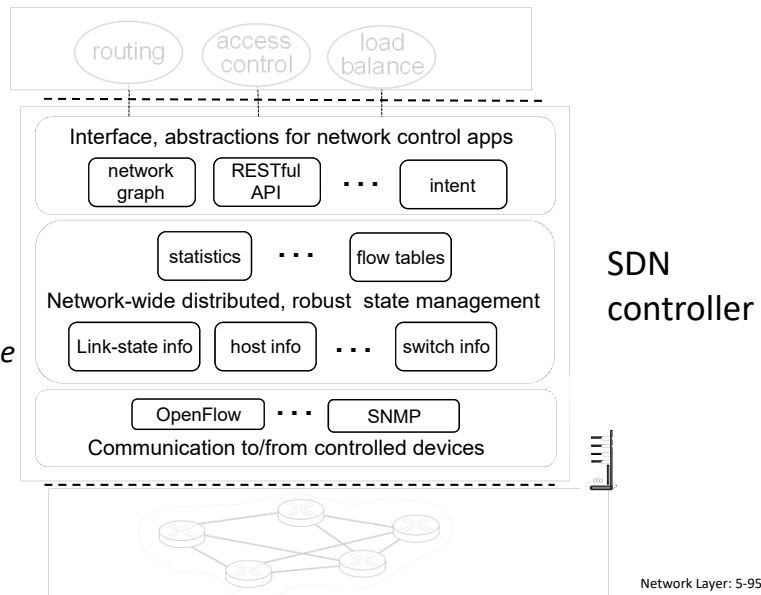 routing
access
control
load
balance
Interface, abstractions for network control apps
network
graph
RESTful
API
...
intent
statistics
...
flow tables
Network-wide distributed, robust state management
e
Link-state info
host info
...
switch info
OpenFlow
...
SNMP
Communication to/from controlled devices
SDN
controller
Network Layer: 5-95